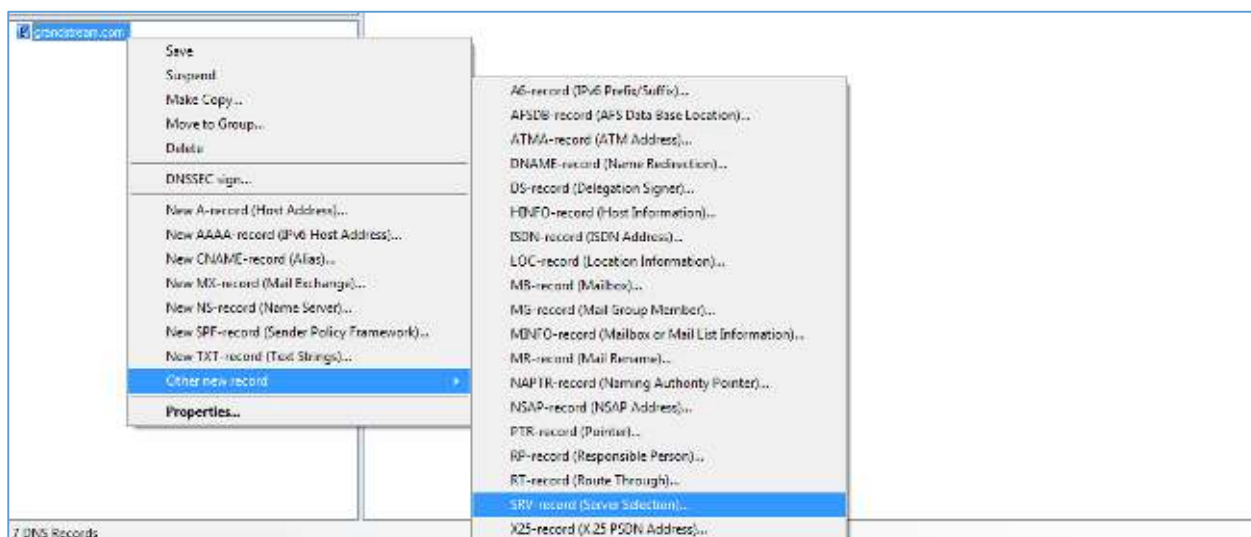 grandstream.com
Save
Suspend
Make Copy...
Move to Group...
Delete
DNSSEC sign...
New A-record (Host Address)...
New AAAA-record (IPv6 Host Address)...
New CNAME-record (Alias)...
New MX-record (Mail Exchange)...
New NS-record (Name Server)...
New SPF-record (Sender Policy Framework)...
New TXT-record (Text Strings)...
Other new record
Properties...
A6-record (IPv6 Prefix/Suffix)...
AFSDB-record (AFS Data Base Location)...
ATMA-record (ATM Address)...
DNAME-record (Name Redirection)...
DS-record (Delegation Signer)...
HINFO-record (Host Information)...
ISDN-record (ISDN Address)...
LOC-record (Location Information)...
MB-record (Mailbox)...
MG-record (Mail Group Member)...
MINFO-record (Mailbox or Mail List Information)...
MR-record (Mail Rename)...
NAPTR-record (Naming Authority Pointer)...
NSAP-record (NSAP Address)...
PTR-record (Pointer)...
RP-record (Responsible Person)...
RT-record (Route Through)...
SRV-record (Server Selection)...
X25-record (X.25 PSDN Address)...
7 DNS Records